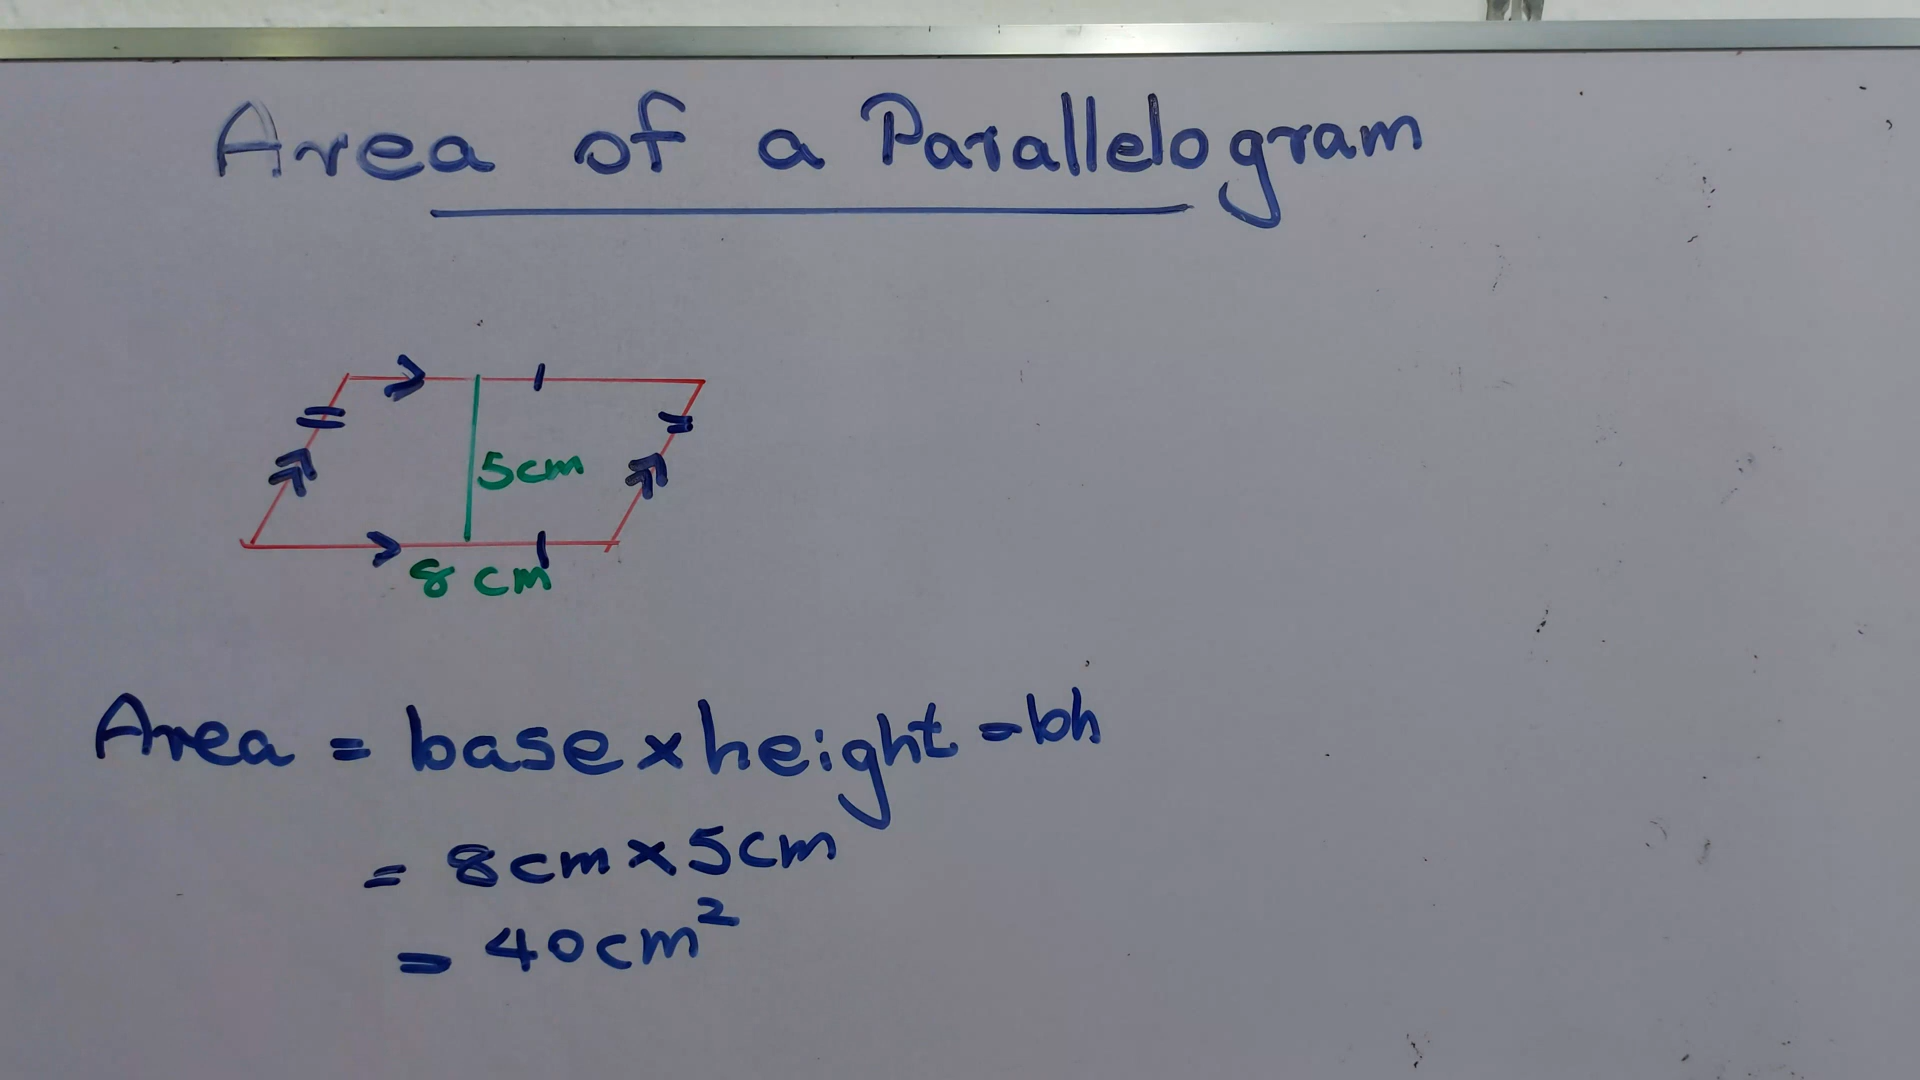 Area of a Parallelogram
5cm
8 cm
Area = base × height = bh
= 8cm × 5cm
= 40cm²